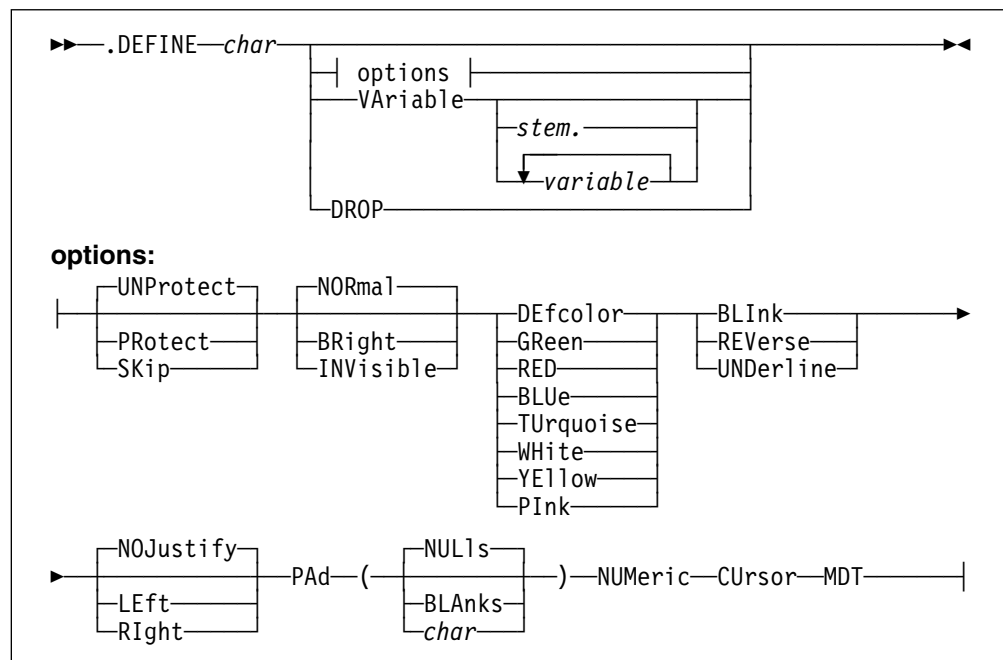 .DEFINE char
options
VAriable
stem.
variable
DROP
options:
UNProtect NORmal
DEfcolor BLInk
PRotect BRight GReen REVerse
SKip INVisible RED UNDerline
BLUe
TUrquoise
WHite
YEllow
PInk
NOJustify NULls
PAd ( ) NUMeric CUrsor MDT
LEft BLAnks
RIght char